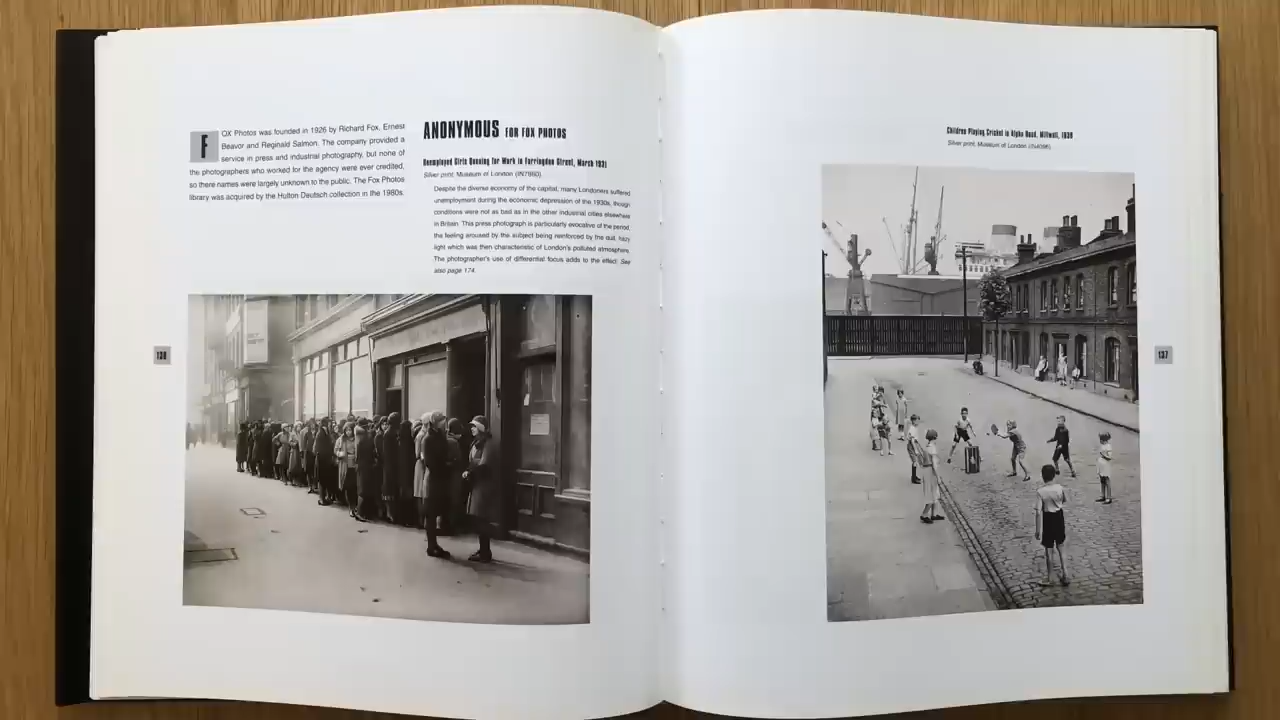 FOX Photos was founded in 1926 by Richard Fox, Ernest
Beavor and Reginald Salmon. The company provided a
service in press and industrial photography, but none of
the photographers who worked for the agency were ever credited,
so there names were largely unknown to the public. The Fox Photos
library was acquired by the Hulton Deutsch collection in the 1980s.
ANONYMOUS FOR FOX PHOTOS
Unemployed Girls Queuing for Work in Farringdon Street, March 1931
Silver print, Museum of London (IN7860)
Despite the diverse economy of the capital, many Londoners suffered
unemployment during the economic depression of the 1930s, though
conditions were not as bad as in the other industrial cities elsewhere
in Britain. This press photograph is particularly evocative of the period,
the feeling aroused by the subject being reinforced by the dull, hazy
light which was then characteristic of London's polluted atmosphere.
The photographer's use of differential focus adds to the effect. See
also page 174.
Children Playing Cricket in Alpha Road, Millwall, 1938
Silver print, Museum of London
137